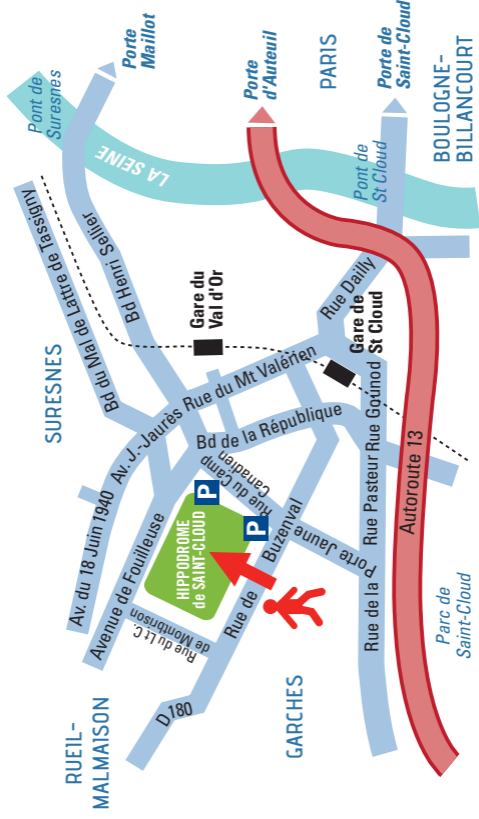 Pont de
Suresnes
Porte
Maillot
LA SEINE
Porte
d'Auteuil
PARIS
Porte de
Saint-Cloud
Pont de
St Cloud
BOULOGNE-
BILLANCOURT
Bd du Mal de Lattre de Tassigny
Bd Henri Sellier
Gare du
Val d'Or
SURESNES
Av. J.-Jaurès
Rue du Mt Valérien
Rue Dailly
Gare de
St Cloud
Av. du 18 Juin 1940
Avenue de Fouilleuse
Bd de la République
Rue du Camp
Canadien
P
P
HIPPODROME
de SAINT-CLOUD
Rue du Lt C.
de Montbrison
Rue de Buzenval
Rue de la Porte Jaune
Rue Pasteur
Rue Gounod
Autoroute 13
D 180
RUEIL-
MALMAISON
GARCHES
Parc de
Saint-Cloud